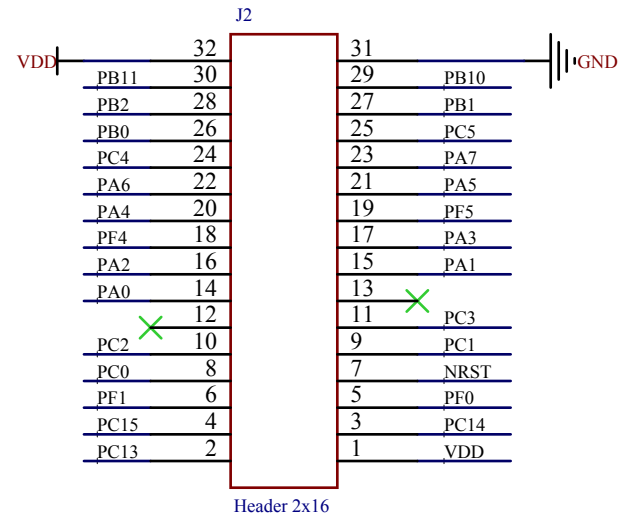 J2
VDD 32 31 GND
PB11 30 29 PB10
PB2 28 27 PB1
PB0 26 25 PC5
PC4 24 23 PA7
PA6 22 21 PA5
PA4 20 19 PF5
PF4 18 17 PA3
PA2 16 15 PA1
PA0 14 13
12 11 PC3
PC2 10 9 PC1
PC0 8 7 NRST
PF1 6 5 PF0
PC15 4 3 PC14
PC13 2 1 VDD
Header 2x16